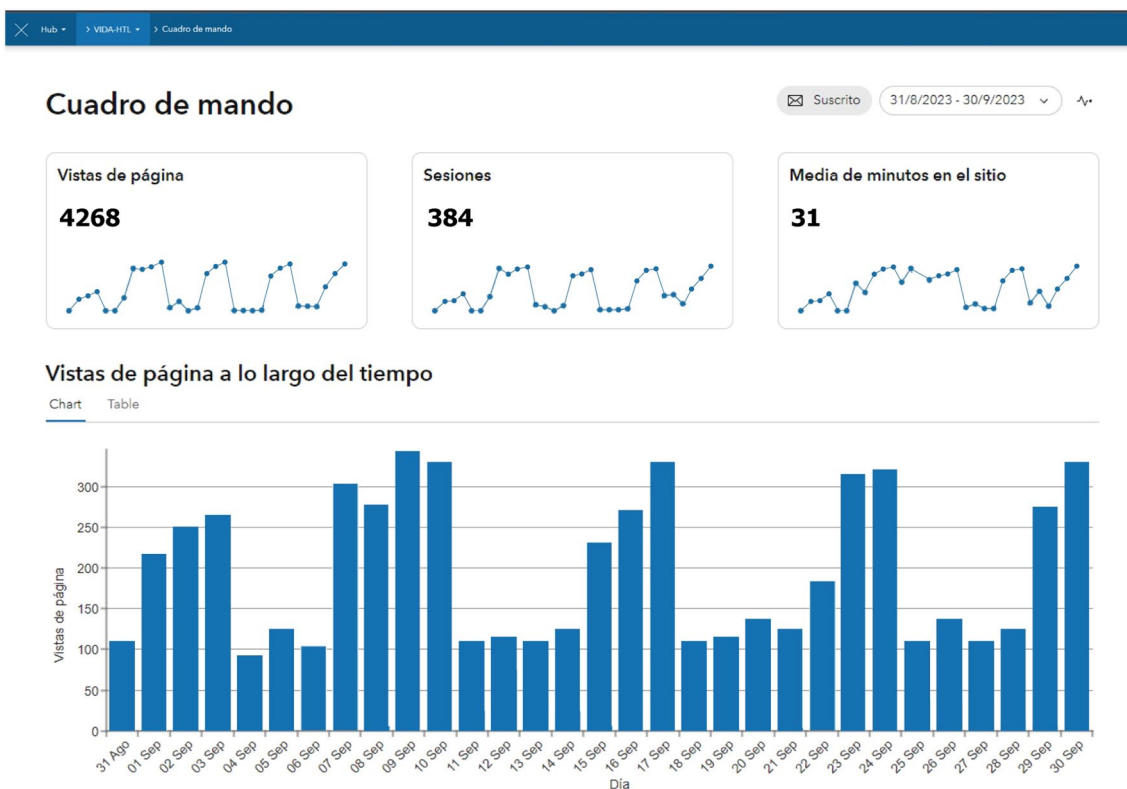 Hub > VIDA-HTL > Cuadro de mando
Cuadro de mando
Suscrito
31/8/2023 - 30/9/2023
Vistas de página
4268
Sesiones
384
Media de minutos en el sitio
31
Vistas de página a lo largo del tiempo
Chart Table
Vistas de página
300
250
200
150
100
50
0
31 Ago 01 Sep 02 Sep 03 Sep 04 Sep 05 Sep 06 Sep 07 Sep 08 Sep 09 Sep 10 Sep 11 Sep 12 Sep 13 Sep 14 Sep 15 Sep 16 Sep 17 Sep 18 Sep 19 Sep 20 Sep 21 Sep 22 Sep 23 Sep 24 Sep 25 Sep 26 Sep 27 Sep 28 Sep 29 Sep 30 Sep
Día